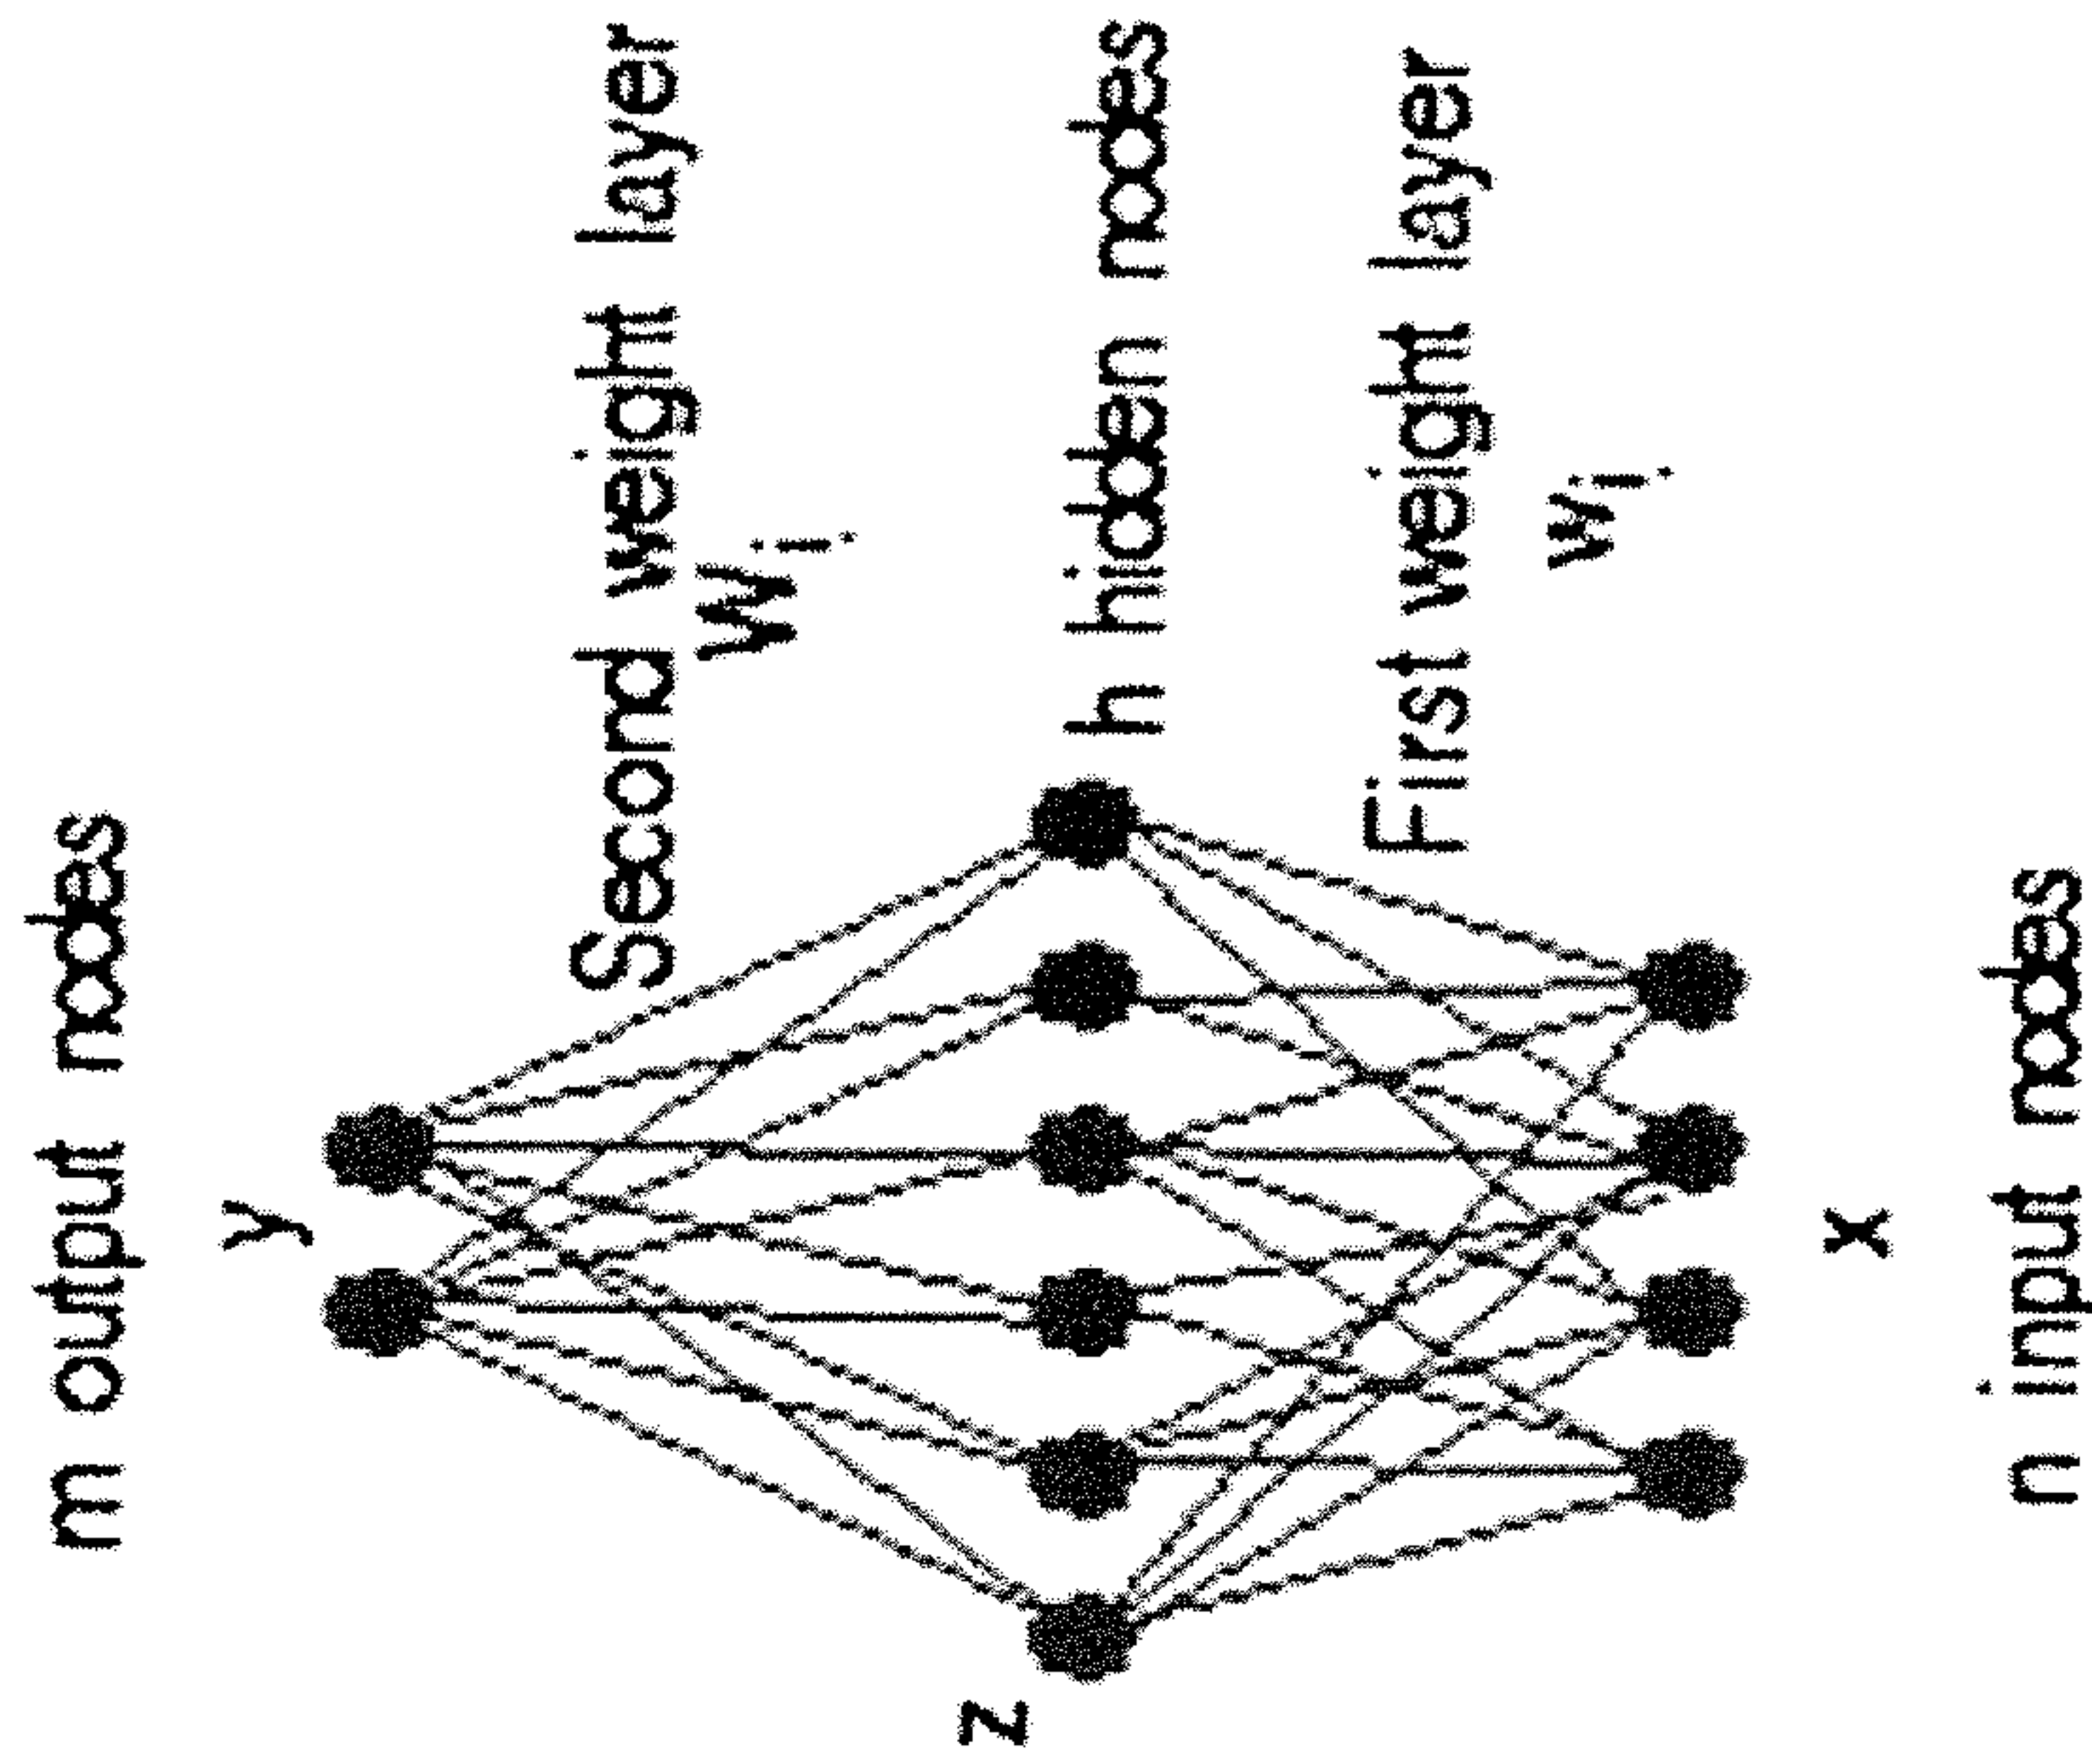 m output nodes
y
Second weight layer
Wi
z
h hidden nodes
First weight layer
wi
x
n input nodes